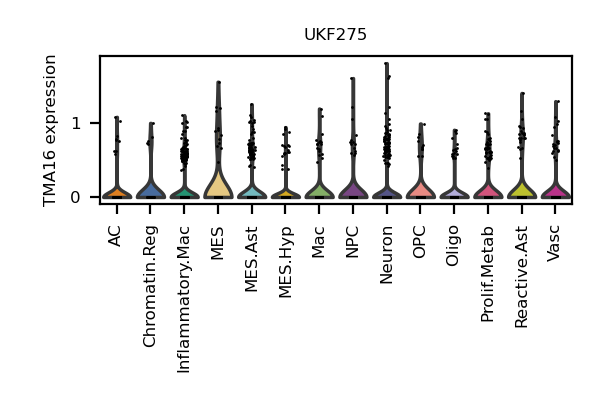 UKF275
TMA16 expression
1
0
AC
Chromatin.Reg
Inflammatory.Mac
MES
MES.Ast
MES.Hyp
Mac
NPC
Neuron
OPC
Oligo
Prolif.Metab
Reactive.Ast
Vasc